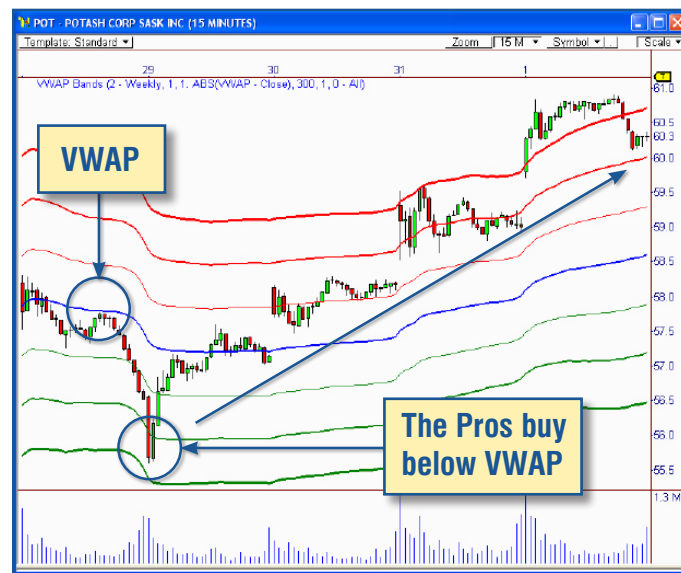 POT - POTASH CORP SASK INC (15 MINUTES)
Template: Standard
Zoom 15 M Symbol Scale
29 30 31 1
VWAP Bands (2 - Weekly, 1, 1. ABS(VWAP - Close), 300, 1, 0 - All)
61.0
VWAP
60.5
60.3
60.0
59.5
59.0
58.5
58.0
57.5
57.0
56.5
The Pros buy
below VWAP
56.0
55.5
1.3 M